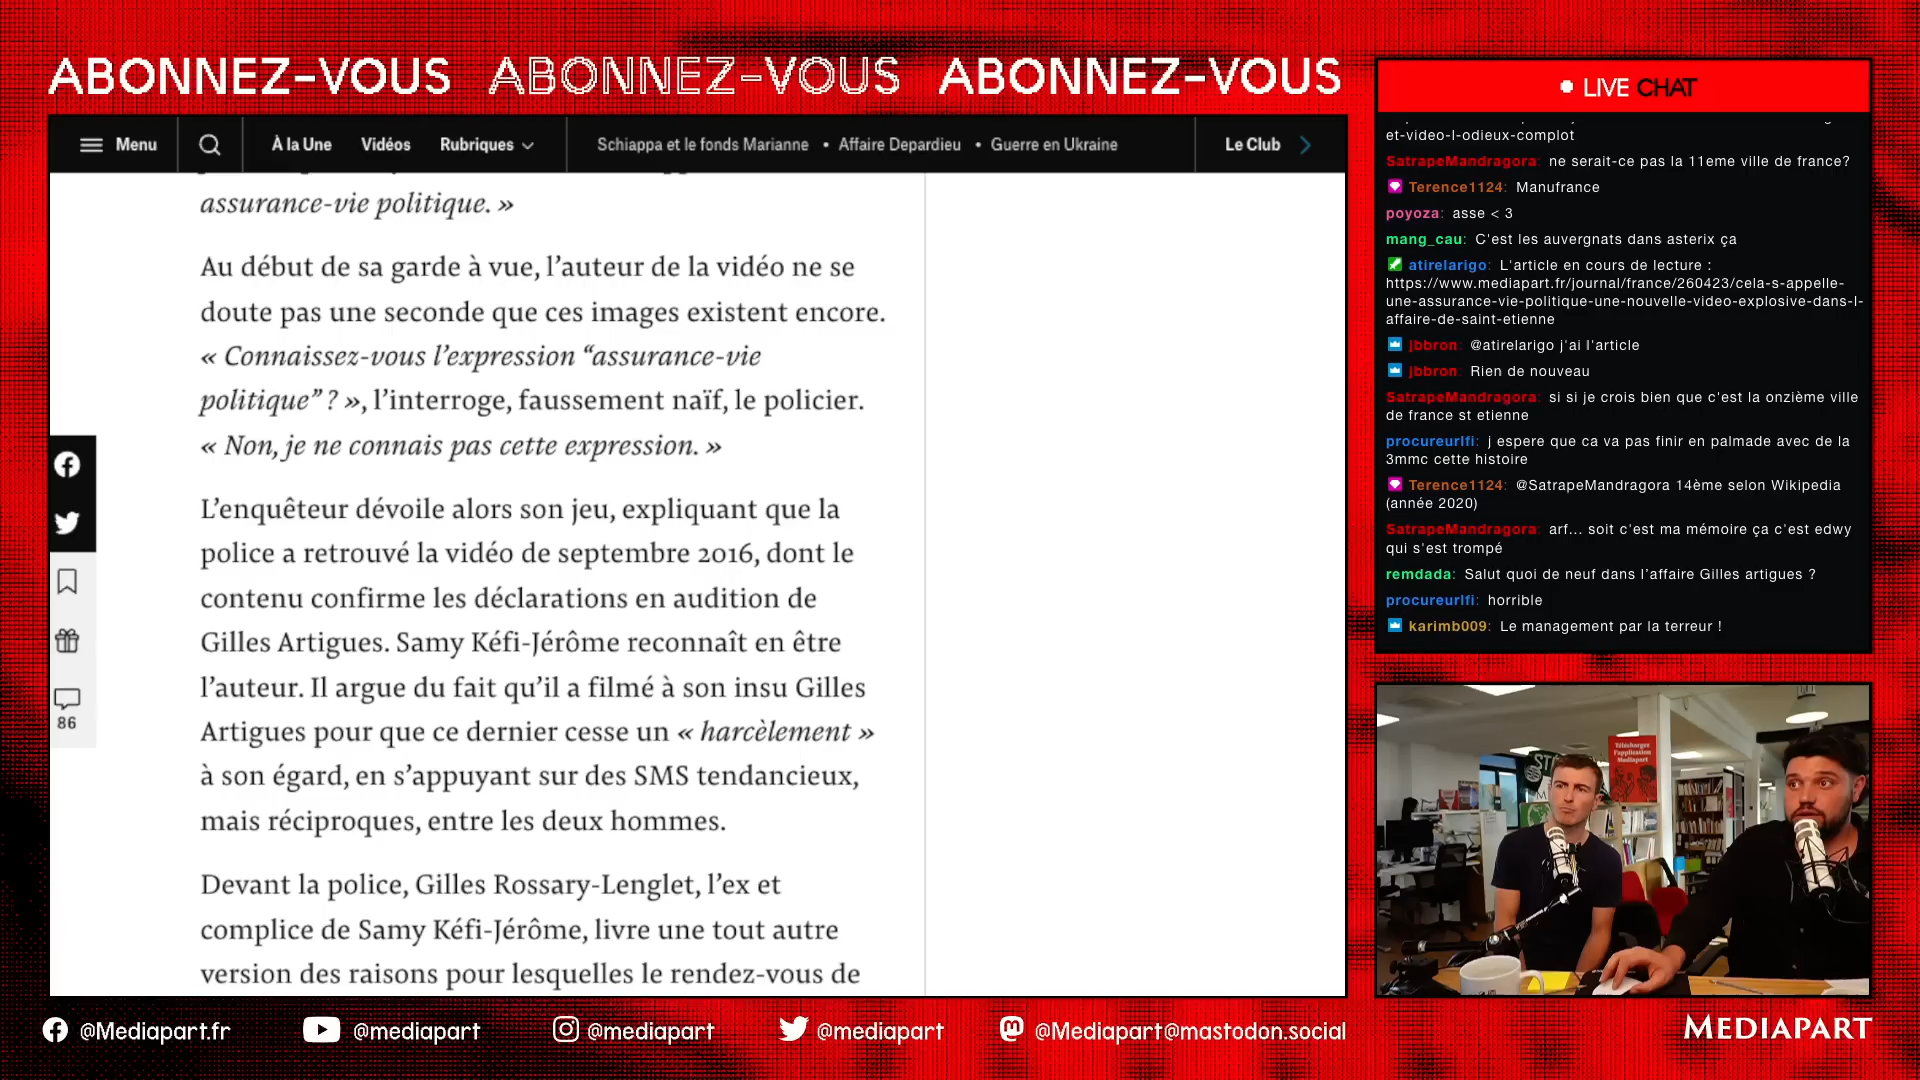 ABONNEZ-VOUS ABONNEZ-VOUS ABONNEZ-VOUS
Menu À la Une Vidéos Rubriques Schiappa et le fonds Marianne • Affaire Depardieu • Guerre en Ukraine Le Club
assurance-vie politique. »
Au début de sa garde à vue, l’auteur de la vidéo ne se
doute pas une seconde que ces images existent encore.
« Connaissez-vous l’expression “assurance-vie
politique” ? », l’interroge, faussement naïf, le policier.
« Non, je ne connais pas cette expression. »
L’enquêteur dévoile alors son jeu, expliquant que la
police a retrouvé la vidéo de septembre 2016, dont le
contenu confirme les déclarations en audition de
Gilles Artigues. Samy Kéfi-Jérôme reconnaît en être
l’auteur. Il argue du fait qu’il a filmé à son insu Gilles
Artigues pour que ce dernier cesse un « harcèlement »
à son égard, en s’appuyant sur des SMS tendancieux,
mais réciproques, entre les deux hommes.
Devant la police, Gilles Rossary-Lenglet, l’ex et
complice de Samy Kéfi-Jérôme, livre une tout autre
version des raisons pour lesquelles le rendez-vous de
86
LIVE CHAT
et-video-l-odieux-complot
SatrapeMandragora: ne serait-ce pas la 11eme ville de france?
Terence1124: Manufrance
poyoza: asse < 3
mang_cau: C'est les auvergnats dans asterix ça
atirelarigo: L'article en cours de lecture :
https://www.mediapart.fr/journal/france/260423/cela-s-appelle-
une-assurance-vie-politique-une-nouvelle-video-explosive-dans-l-
affaire-de-saint-etienne
jbbron: @atirelarigo j'ai l'article
jbbron: Rien de nouveau
SatrapeMandragora: si si je crois bien que c'est la onzième ville
de france st etienne
procureurlfi: j espere que ca va pas finir en palmade avec de la
3mmc cette histoire
Terence1124: @SatrapeMandragora 14ème selon Wikipedia
(année 2020)
SatrapeMandragora: arf... soit c'est ma mémoire ça c'est edwy
qui s'est trompé
remdada: Salut quoi de neuf dans l'affaire Gilles artigues ?
procureurlfi: horrible
karimb009: Le management par la terreur !
Téléchargez
l'application
Mediapart
@Mediapart.fr @mediapart @mediapart @mediapart @Mediapart@mastodon.social
MEDIAPART